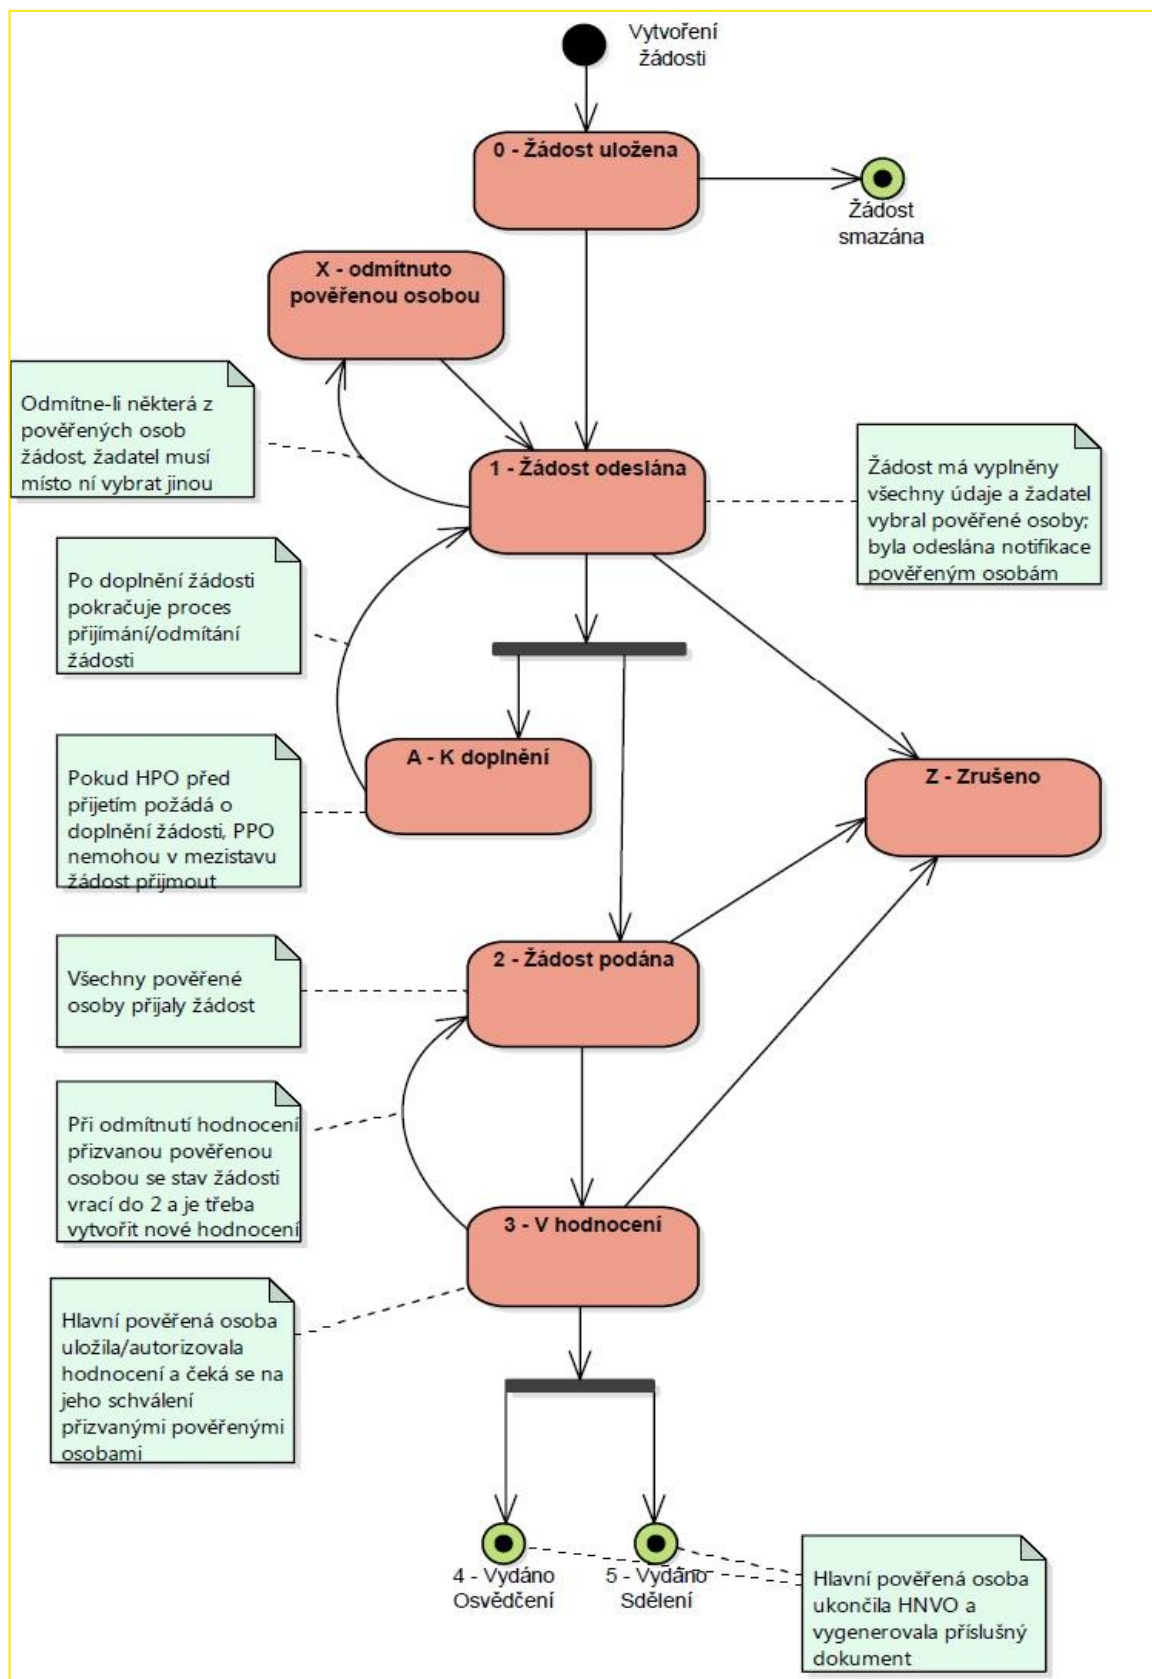 Vytvoření
žádosti
0 - Žádost uložena
Žádost
smazána
X - odmítnuto
pověřenou osobou
Odmítne-li některá z
pověřených osob
žádost, žadatel musí
místo ní vybrat jinou
1 - Žádost odeslána
Žádost má vyplněny
všechny údaje a žadatel
vybral pověřené osoby;
byla odeslána notifikace
pověřeným osobám
Po doplnění žádosti
pokračuje proces
přijímání/odmítání
žádosti
A - K doplnění
Z - Zrušeno
Pokud HPO před
přijetím požádá o
doplnění žádosti, PPO
nemohou v mezistavu
žádost přijmout
2 - Žádost podána
Všechny pověřené
osoby přijaly žádost
Při odmítnutí hodnocení
přizvanou pověřenou
osobou se stav žádosti
vrací do 2 a je třeba
vytvořit nové hodnocení
3 - V hodnocení
Hlavní pověřená osoba
uložila/autorizovala
hodnocení a čeká se na
jeho schválení
přizvanými pověřenými
osobami
4 - Vydáno
Osvědčení
5 - Vydáno
Sdělení
Hlavní pověřená osoba
ukončila HNVO a
vygenerovala příslušný
dokument